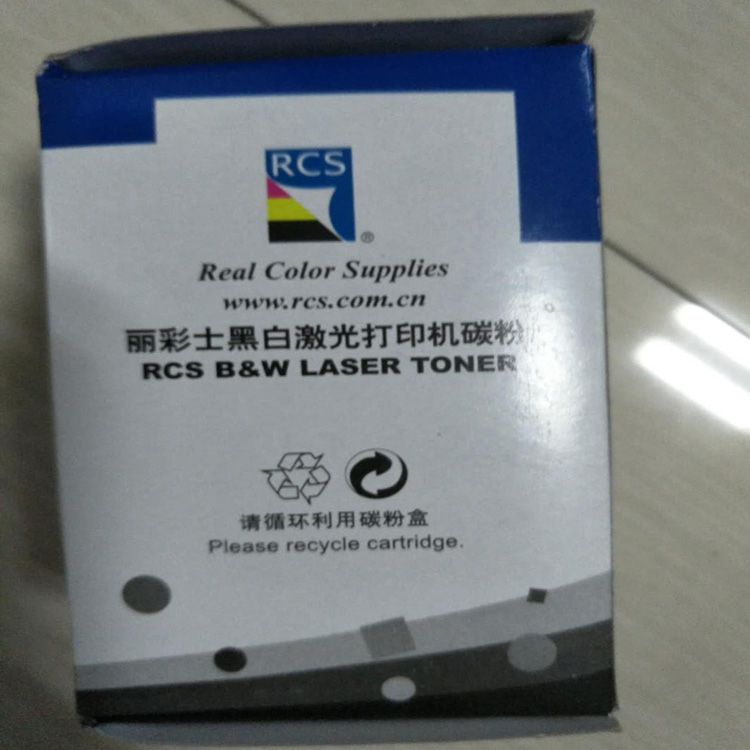 RCS
®
Real Color Supplies
www.rcs.com.cn
丽彩士黑白激光打印机碳粉
RCS B&W LASER TONER
请循环利用碳粉盒
Please recycle cartridge.